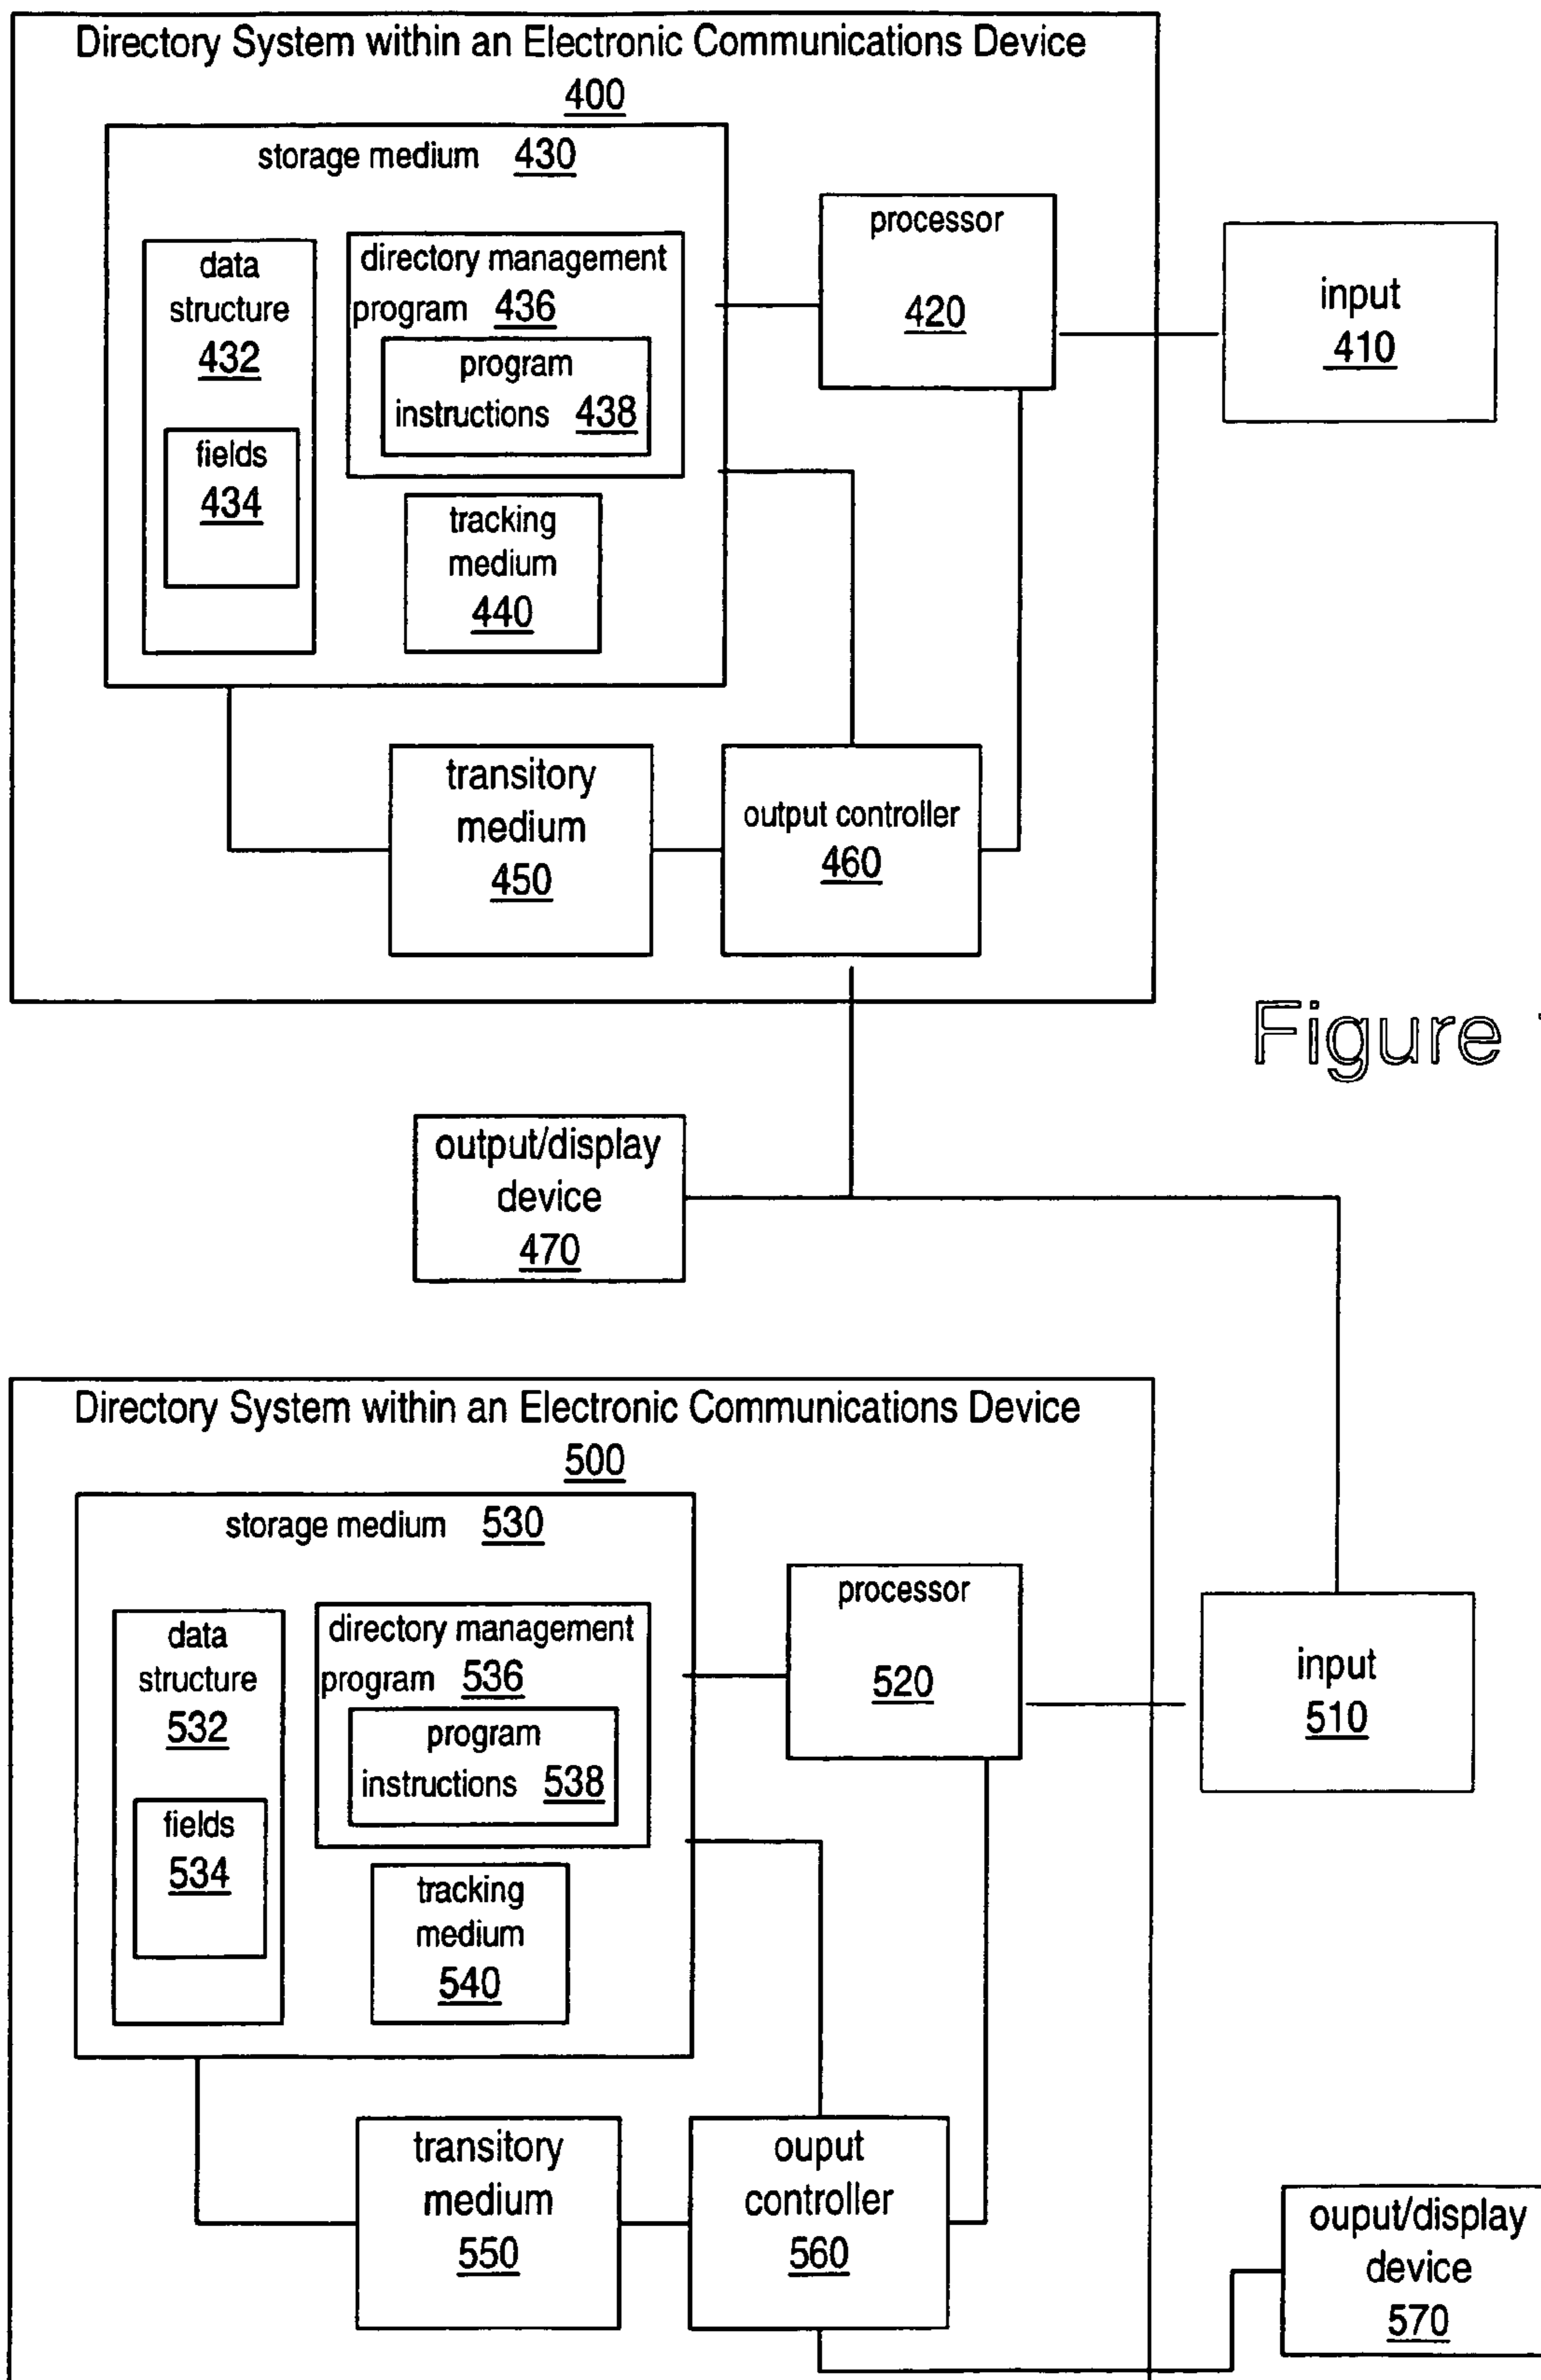 Directory System within an Electronic Communications Device
400
storage medium 430
data
structure
432
fields
434
directory management
program 436
program
instructions 438
tracking
medium
440
processor
420
input
410
transitory
medium
450
output controller
460
Figure
output/display
device
470
Directory System within an Electronic Communications Device
500
storage medium 530
data
structure
532
fields
534
directory management
program 536
program
instructions 538
tracking
medium
540
processor
520
input
510
transitory
medium
550
ouput
controller
560
ouput/display
device
570